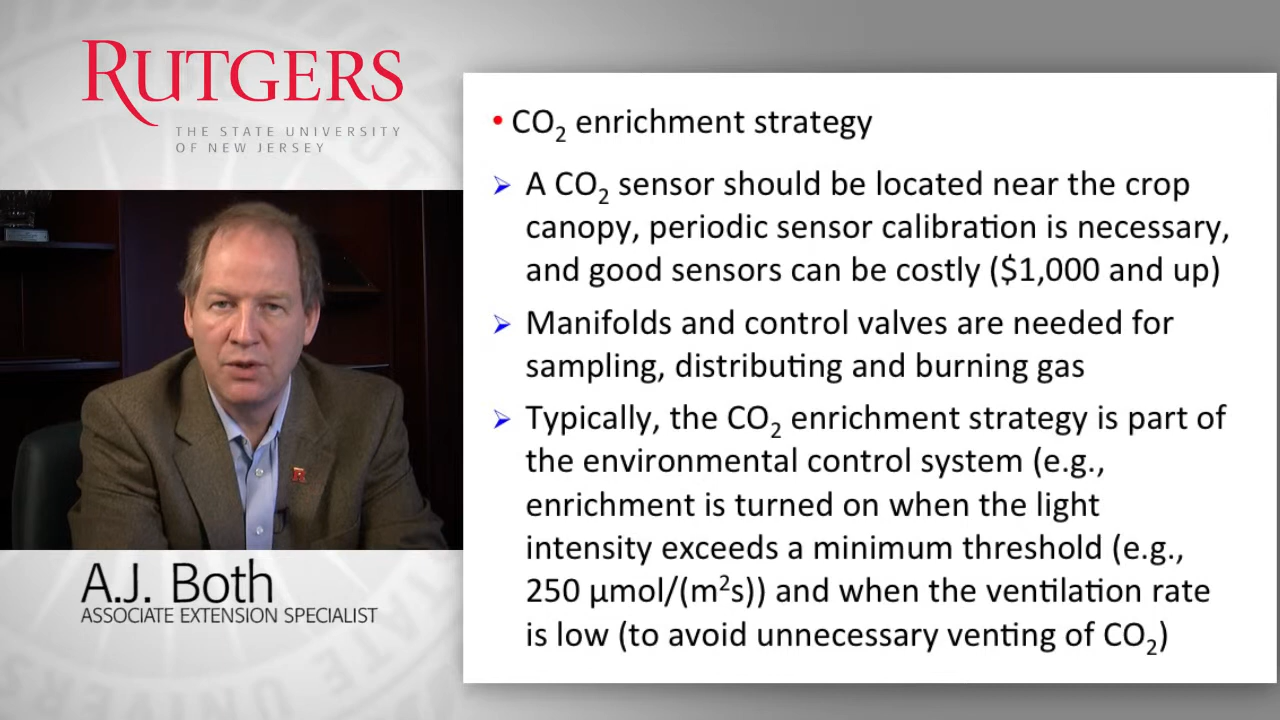 RUTGERS
THE STATE UNIVERSITY
OF NEW JERSEY
A.J. Both
ASSOCIATE EXTENSION SPECIALIST
• CO₂ enrichment strategy
➢ A CO₂ sensor should be located near the crop
canopy, periodic sensor calibration is necessary,
and good sensors can be costly ($1,000 and up)
➢ Manifolds and control valves are needed for
sampling, distributing and burning gas
➢ Typically, the CO₂ enrichment strategy is part of
the environmental control system (e.g.,
enrichment is turned on when the light
intensity exceeds a minimum threshold (e.g.,
250 µmol/(m²s)) and when the ventilation rate
is low (to avoid unnecessary venting of CO₂)